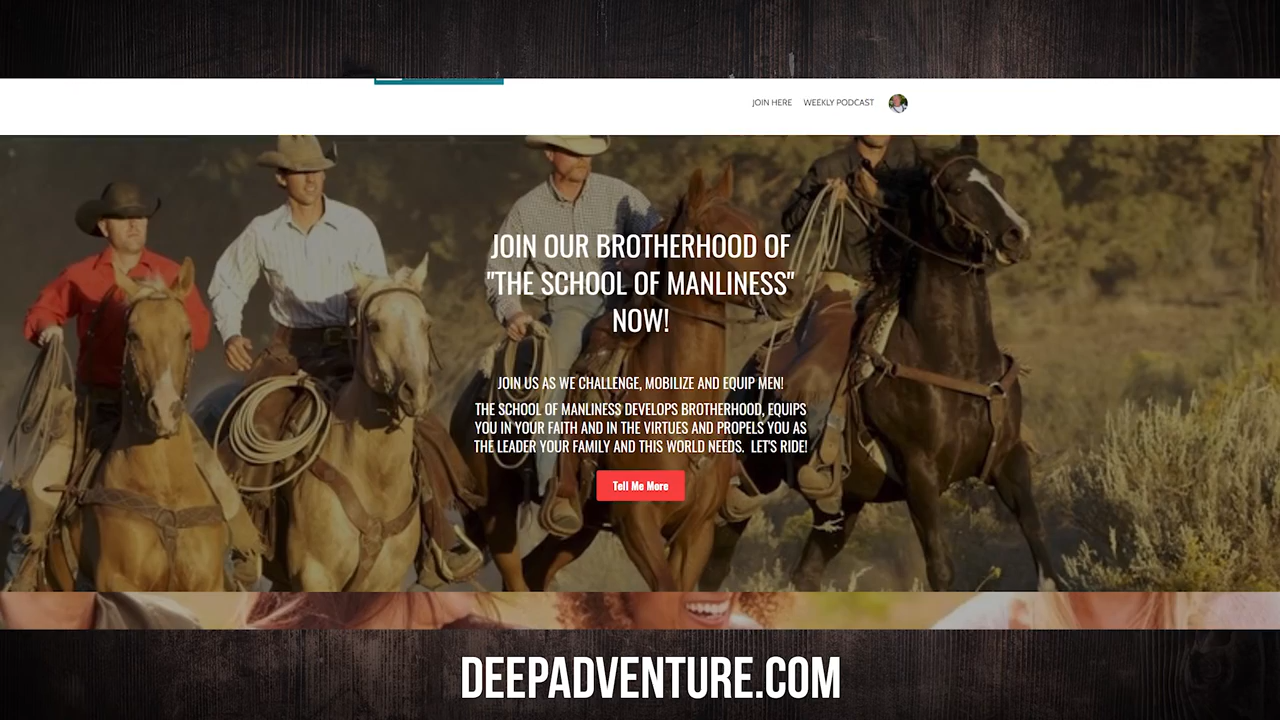 JOIN HERE WEEKLY PODCAST
JOIN OUR BROTHERHOOD OF
"THE SCHOOL OF MANLINESS"
NOW!
JOIN US AS WE CHALLENGE, MOBILIZE AND EQUIP MEN!
THE SCHOOL OF MANLINESS DEVELOPS BROTHERHOOD, EQUIPS
YOU IN YOUR FAITH AND IN THE VIRTUES AND PROPELS YOU AS
THE LEADER YOUR FAMILY AND THIS WORLD NEEDS. LET'S RIDE!
Tell Me More
DEEPADVENTURE.COM